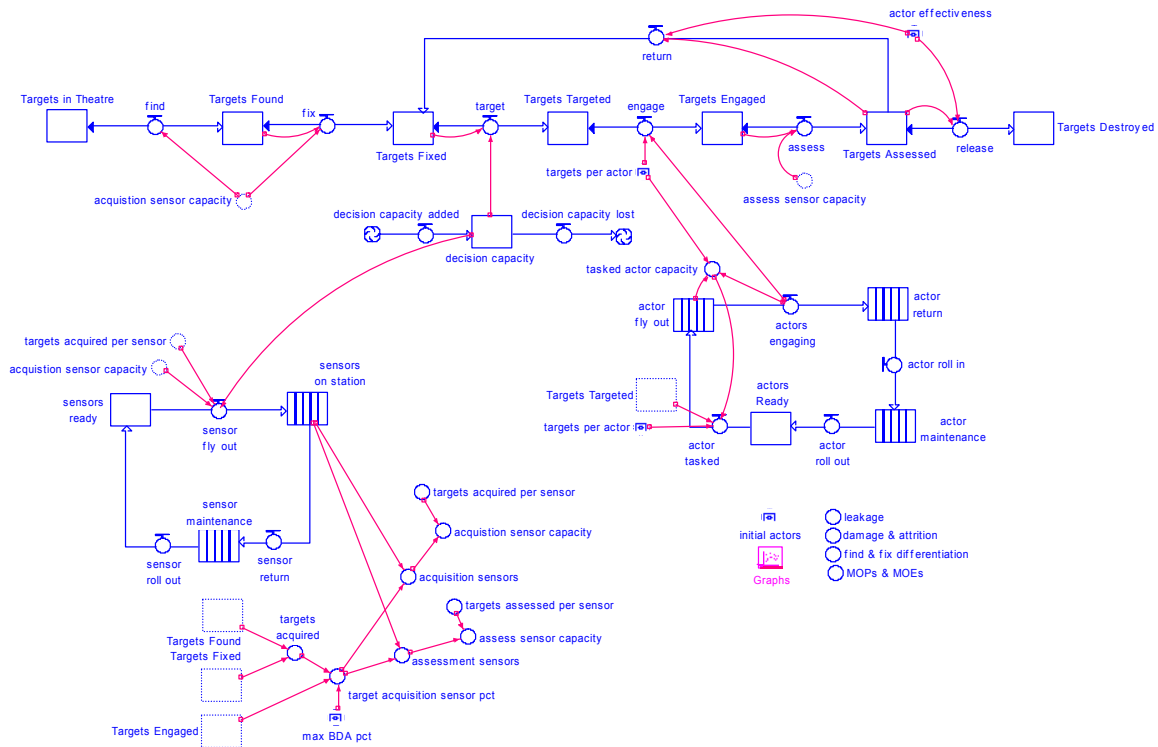 actor effectiveness
return
Targets in Theatre
find
Targets Found
fix
target
Targets Targeted
engage
Targets Engaged
Targets Fixed
assess
Targets Assessed
release
Targets Destroyed
targets per actor
acquistion sensor capacity
assess sensor capacity
decision capacity added
decision capacity lost
decision capacity
tasked actor capacity
actor
fly out
actors
engaging
actor
return
targets acquired per sensor
acquistion sensor capacity
sensors
on station
actor roll in
sensors
ready
sensor
fly out
Targets Targeted
actors
Ready
targets per actor
actor
tasked
actor
roll out
actor
maintenance
sensor
maintenance
sensor
roll out
sensor
return
targets acquired per sensor
acquistion sensor capacity
initial actors
Graphs
leakage
damage & attrition
find & fix differentiation
MOPs & MOEs
acquisition sensors
targets assessed per sensor
assess sensor capacity
targets
acquired
Targets Found
Targets Fixed
assessment sensors
target acquisition sensor pct
Targets Engaged
max BDA pct